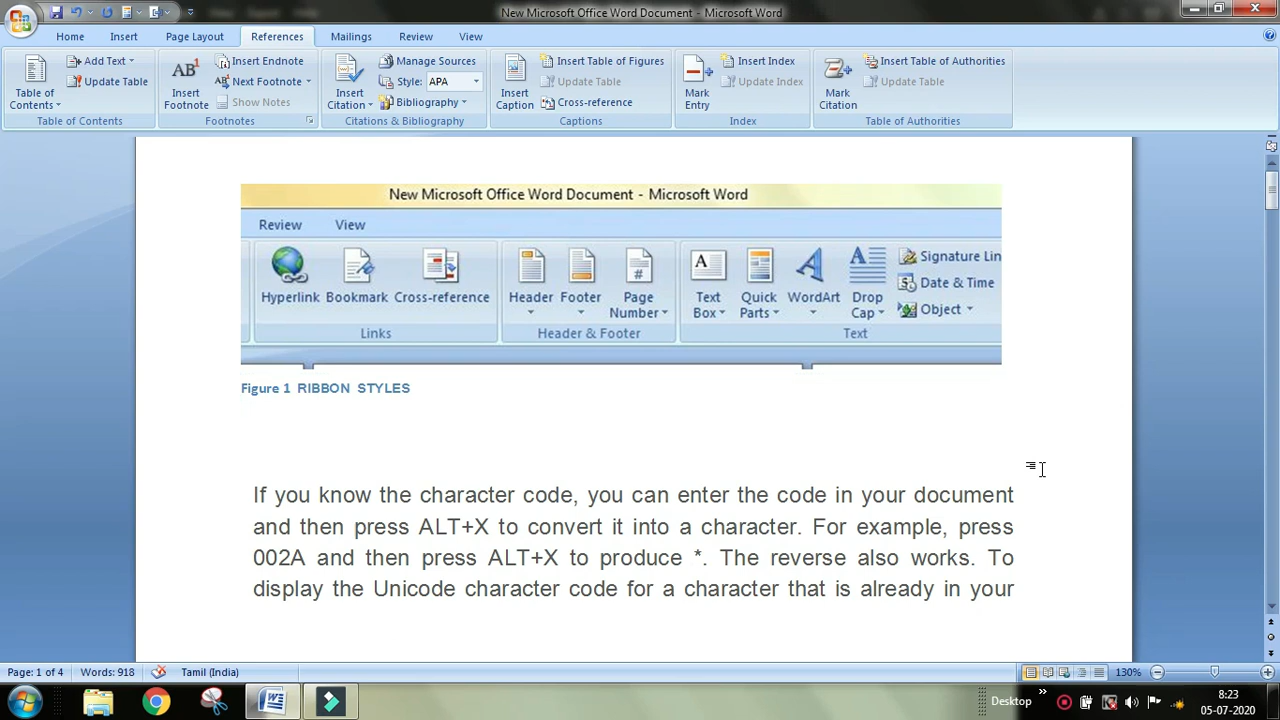 New Microsoft Office Word Document - Microsoft Word
Home Insert Page Layout References Mailings Review View
Table of Contents
Add Text
Update Table
Table of Contents
Insert Footnote
AB¹
Insert Endnote
Next Footnote
Show Notes
Footnotes
Insert Citation
Manage Sources
Style: APA
Bibliography
Citations & Bibliography
Insert Caption
Insert Table of Figures
Update Table
Cross-reference
Captions
Mark Entry
Insert Index
Update Index
Index
Mark Citation
Insert Table of Authorities
Update Table
Table of Authorities
New Microsoft Office Word Document - Microsoft Word
Review View
Hyperlink Bookmark Cross-reference
Links
Header Footer Page Number
#
Header & Footer
Text Box
Quick Parts
WordArt
Drop Cap
Signature Lin
Date & Time
Object
Text
Figure 1 RIBBON STYLES
If you know the character code, you can enter the code in your document
and then press ALT+X to convert it into a character. For example, press
002A and then press ALT+X to produce *. The reverse also works. To
display the Unicode character code for a character that is already in your
Page: 1 of 4 Words: 918 Tamil (India) 130%
Desktop
8:23
05-07-2020